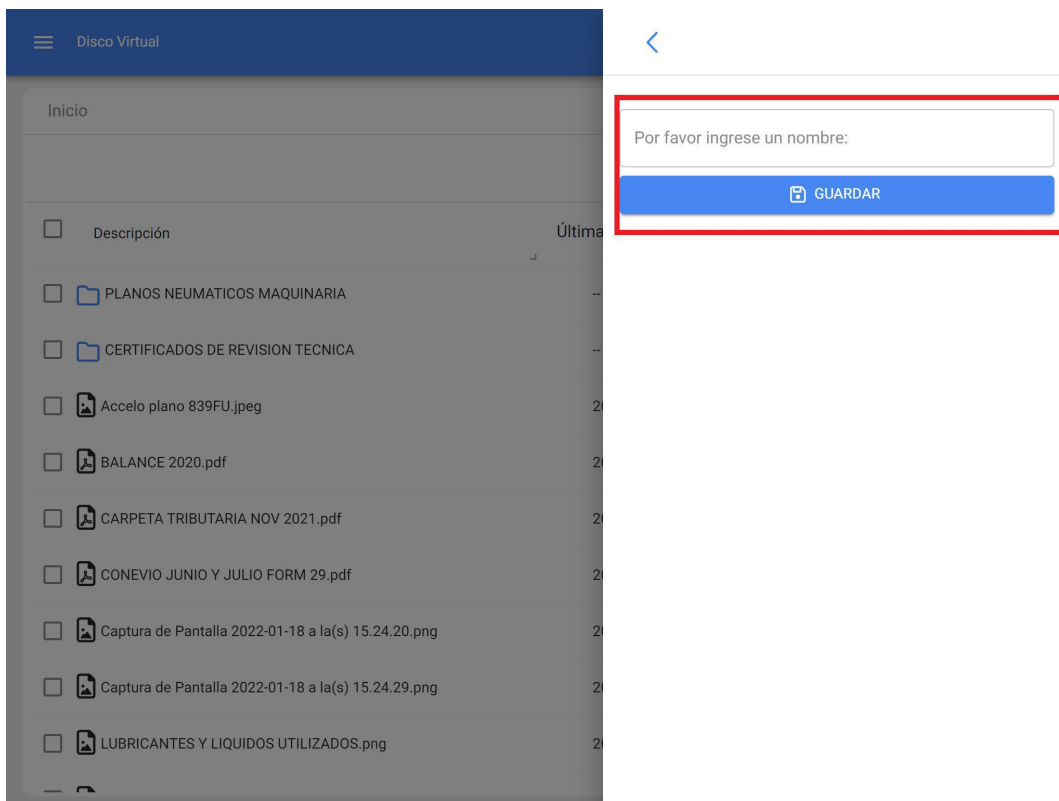 Disco Virtual
Inicio
Descripción
Última
PLANOS NEUMATICOS MAQUINARIA
--
CERTIFICADOS DE REVISION TECNICA
--
Accelo plano 839FU.jpeg
BALANCE 2020.pdf
CARPETA TRIBUTARIA NOV 2021.pdf
CONEVIO JUNIO Y JULIO FORM 29.pdf
Captura de Pantalla 2022-01-18 a la(s) 15.24.20.png
Captura de Pantalla 2022-01-18 a la(s) 15.24.29.png
LUBRICANTES Y LIQUIDOS UTILIZADOS.png
Por favor ingrese un nombre:
GUARDAR